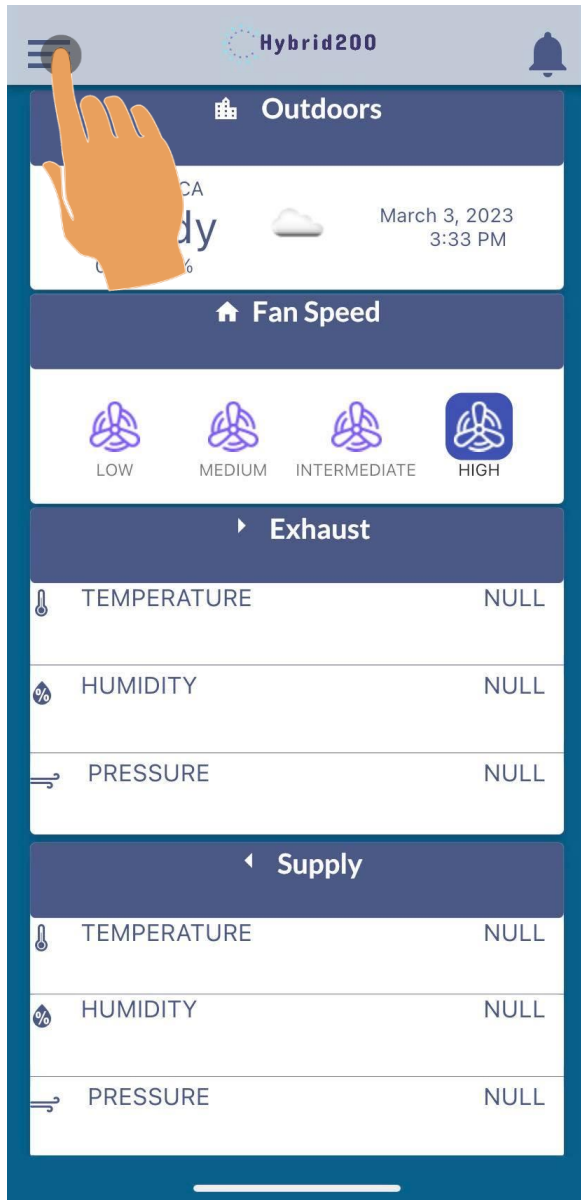 Hybrid200
Outdoors
CA
March 3, 2023
3:33 PM
Fan Speed
LOW MEDIUM INTERMEDIATE HIGH
Exhaust
TEMPERATURE NULL
% HUMIDITY NULL
PRESSURE NULL
Supply
TEMPERATURE NULL
% HUMIDITY NULL
PRESSURE NULL